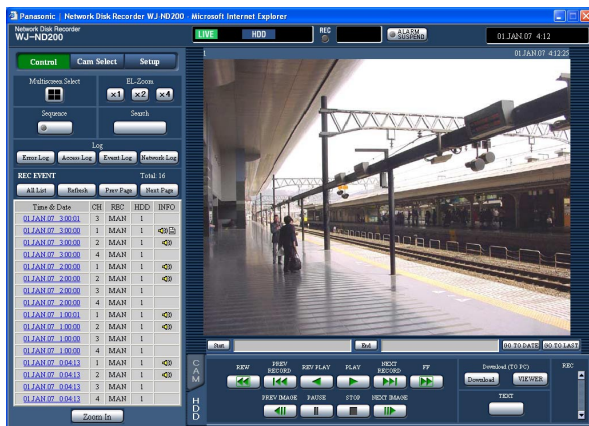 Panasonic | Network Disk Recorder WJ-ND200 - Microsoft Internet Explorer
Network Disk Recorder
WJ-ND200
LIVE HDD REC ALARM SUSPEND 01.JAN.07 4:12
Control Cam Select Setup
Multiscreen Select EL-Zoom
x1 x2 x4
Sequence Search
Log
Error Log Access Log Event Log Network Log
REC EVENT Total: 16
All List Refresh Prev Page Next Page
Time & Date CH REC HDD INFO
01.JAN.07 3:00:01 3 MAN 1
01.JAN.07 3:00:00 1 MAN 1
01.JAN.07 3:00:00 2 MAN 1
01.JAN.07 3:00:00 4 MAN 1
01.JAN.07 2:00:00 1 MAN 1
01.JAN.07 2:00:00 2 MAN 1
01.JAN.07 2:00:00 3 MAN 1
01.JAN.07 2:00:00 4 MAN 1
01.JAN.07 1:00:01 1 MAN 1
01.JAN.07 1:00:00 2 MAN 1
01.JAN.07 1:00:00 3 MAN 1
01.JAN.07 1:00:00 4 MAN 1
01.JAN.07 0:04:13 1 MAN 1
01.JAN.07 0:04:13 2 MAN 1
01.JAN.07 0:04:13 3 MAN 1
01.JAN.07 0:04:13 4 MAN 1
Zoom In
1 01.JAN.07 4:12:25
Start End GO TO DATE GO TO LAST
CAM
HDD
REW PREV RECORD REV PLAY PLAY NEXT RECORD FF
PREV IMAGE PAUSE STOP NEXT IMAGE
Download (TO PC)
Download VIEWER
TEXT
REC